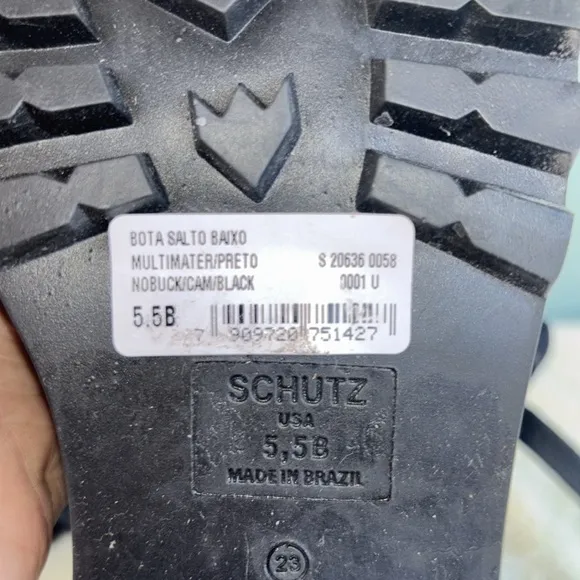 BOTA SALTO BAIXO
MULTIMATER/PRETO S 20636 0058
NOBUCK/CAM/BLACK 0001 U
5.5B
7 909720 751427
SCHUTZ
USA
5,5B
MADE IN BRAZIL
23